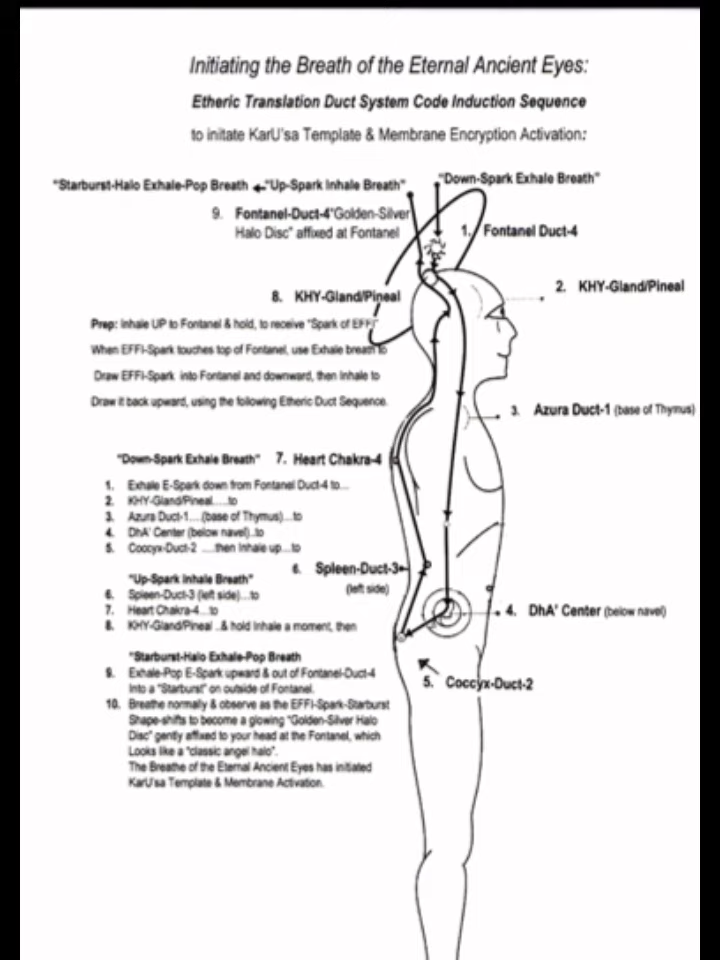 Initiating the Breath of the Eternal Ancient Eyes:
Etheric Translation Duct System Code Induction Sequence
to initate KarU'sa Template & Membrane Encryption Activation:
"Starburst-Halo Exhale-Pop Breath ←"Up-Spark Inhale Breath"
"Down-Spark Exhale Breath"
9. Fontanel-Duct-4"Golden-Silver
Halo Disc" affixed at Fontanel
1. Fontanel Duct-4
2. KHY-Gland/Pineal
8. KHY-Gland/Pineal
Prep: Inhale UP to Fontanel & hold, to receive "Spark of EFFI"
When EFFI-Spark touches top of Fontanel, use Exhale breath to
Draw EFFI-Spark into Fontanel and downward, then Inhale to
Draw it back upward, using the following Etheric Duct Sequence.
3. Azura Duct-1 (base of Thymus)
"Down-Spark Exhale Breath" 7. Heart Chakra-4
1. Exhale E-Spark down from Fontanel Duct-4 to...
2. KHY-Gland/Pineal.....to
3. Azura Duct-1....(base of Thymus)...to
4. DhA' Center (below navel)..to
5. Coccyx-Duct-2 ....then Inhale up...to
6. Spleen-Duct-3
(left side)
"Up-Spark Inhale Breath"
6. Spleen-Duct-3 (left side)...to
7. Heart Chakra-4...to
8. KHY-Gland/Pineal ..& hold Inhale a moment, then
4. DhA' Center (below navel)
5. Coccyx-Duct-2
"Starburst-Halo Exhale-Pop Breath
9. Exhale-Pop E-Spark upward & out of Fontanel-Duct-4
Into a "Starburst" on outside of Fontanel.
10. Breathe normally & observe as the EFFI-Spark-Starburst
Shape-shifts to become a glowing "Golden-Silver Halo
Disc" gently affixed to your head at the Fontanel, which
Looks like a "classic angel halo".
The Breathe of the Eternal Ancient Eyes has initiated
KarU'sa Template & Membrane Activation.